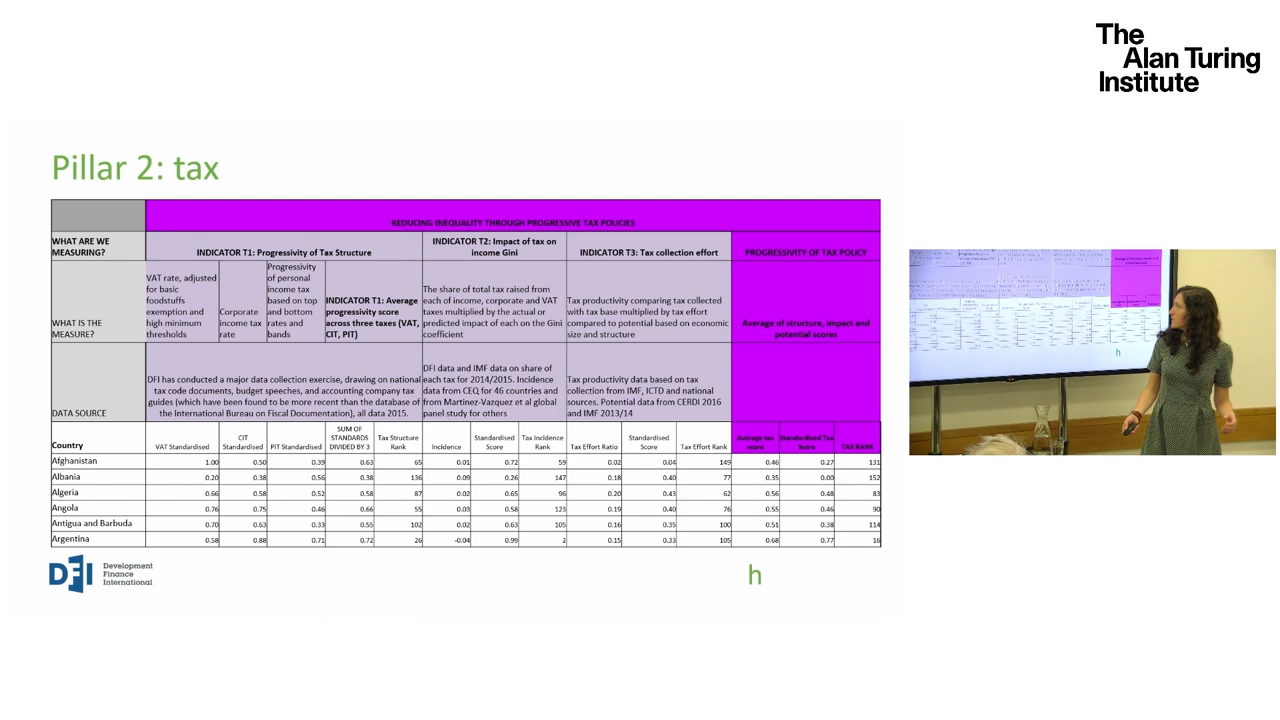 The
Alan Turing
Institute
Pillar 2: tax
REDUCING INEQUALITY THROUGH PROGRESSIVE TAX POLICIES
WHAT ARE WE
MEASURING?
INDICATOR T1: Progressivity of Tax Structure
INDICATOR T2: Impact of tax on
income Gini
INDICATOR T3: Tax collection effort
PROGRESSIVITY OF TAX POLICY
WHAT IS THE
MEASURE?
VAT rate, adjusted
for basic
foodstuffs
exemption and
high minimum
thresholds
Corporate
income tax
rate
Progressivity
of personal
income tax
based on top
and bottom
rates and
bands
INDICATOR T1: Average
progressivity score
across three taxes (VAT,
CIT, PIT)
The share of total tax raised from
each of income, corporate and VAT
taxes multiplied by the actual or
predicted impact of each on the Gini
coefficient
Tax productivity comparing tax collected
with tax base multiplied by tax effort
compared to potential based on economic
size and structure
Average of structure, impact and
potential scores
DATA SOURCE
DFI has conducted a major data collection exercise, drawing on national
tax code documents, budget speeches, and accounting company tax
guides (which have been found to be more recent than the database of
the International Bureau on Fiscal Documentation), all data 2015.
DFI data and IMF data on share of
each tax for 2014/2015. Incidence
data from CEQ for 46 countries and
from Martinez-Vazquez et al global
panel study for others
Tax productivity data based on tax
collection from IMF, ICTD and national
sources. Potential data from CERDI 2016
and IMF 2013/14
Country
VAT Standardised
CIT
Standardised
PIT Standardised
SUM OF
STANDARDS
DIVIDED BY 3
Tax Structure
Rank
Incidence
Standardised
Score
Tax Incidence
Rank
Tax Effort Ratio
Standardised
Score
Tax Effort Rank
Average tax
score
Standardised Tax
Score
TAX RANK
Afghanistan 1.00 0.50 0.39 0.63 65 0.01 0.72 59 0.02 0.04 149 0.46 0.27 131
Albania 0.20 0.38 0.56 0.38 136 0.09 0.26 147 0.18 0.40 77 0.35 0.00 152
Algeria 0.66 0.58 0.52 0.58 87 0.02 0.65 96 0.20 0.43 62 0.56 0.48 83
Angola 0.76 0.75 0.46 0.66 55 0.03 0.58 123 0.19 0.40 76 0.55 0.46 90
Antigua and Barbuda 0.70 0.63 0.33 0.55 102 0.02 0.63 105 0.16 0.35 100 0.51 0.38 114
Argentina 0.58 0.88 0.71 0.72 26 -0.04 0.99 2 0.15 0.33 105 0.68 0.77 16
DFI
Development
Finance
International
h
h